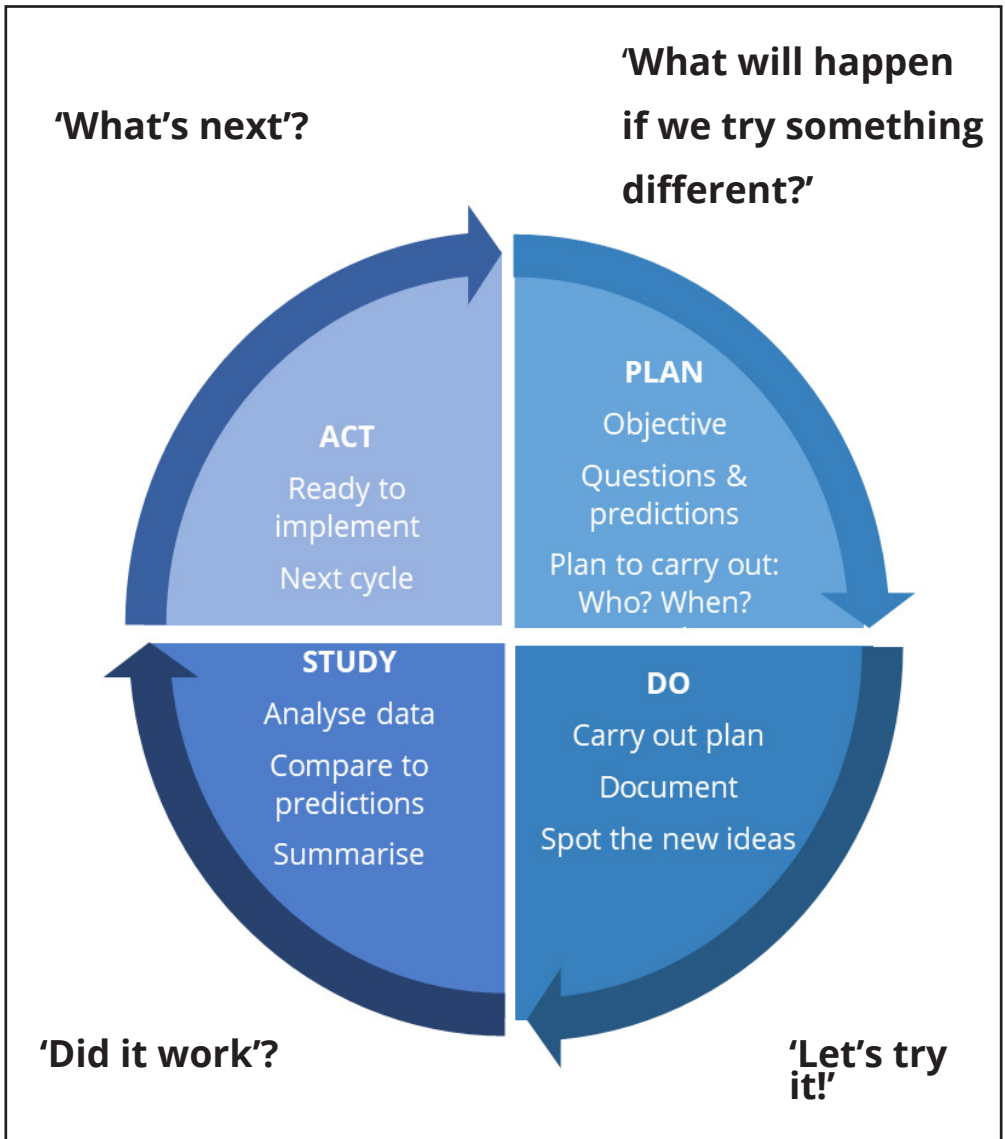 ‘What’s next’?
‘What will happen
if we try something
different?’
PLAN
Objective
Questions &
predictions
Plan to carry out:
Who? When?
ACT
Ready to
implement
Next cycle
STUDY
Analyse data
Compare to
predictions
Summarise
DO
Carry out plan
Document
Spot the new ideas
‘Did it work’?
‘Let’s try
it!’